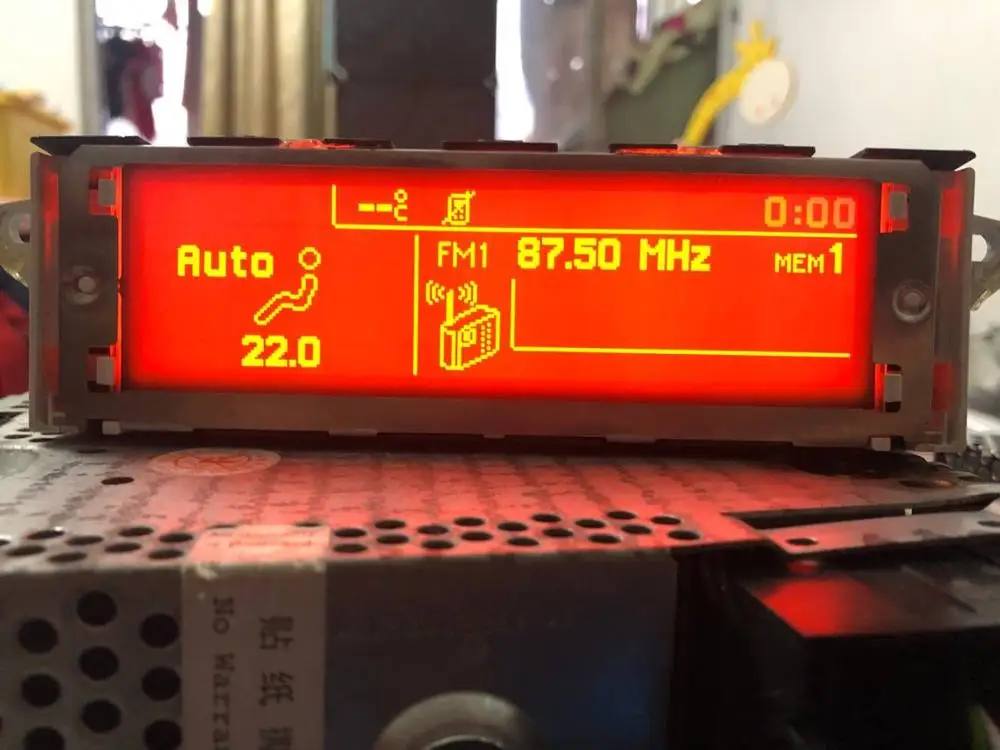 --°C
0:00
Auto
22.0
FM1 87.50 MHz MEM1
No Warra